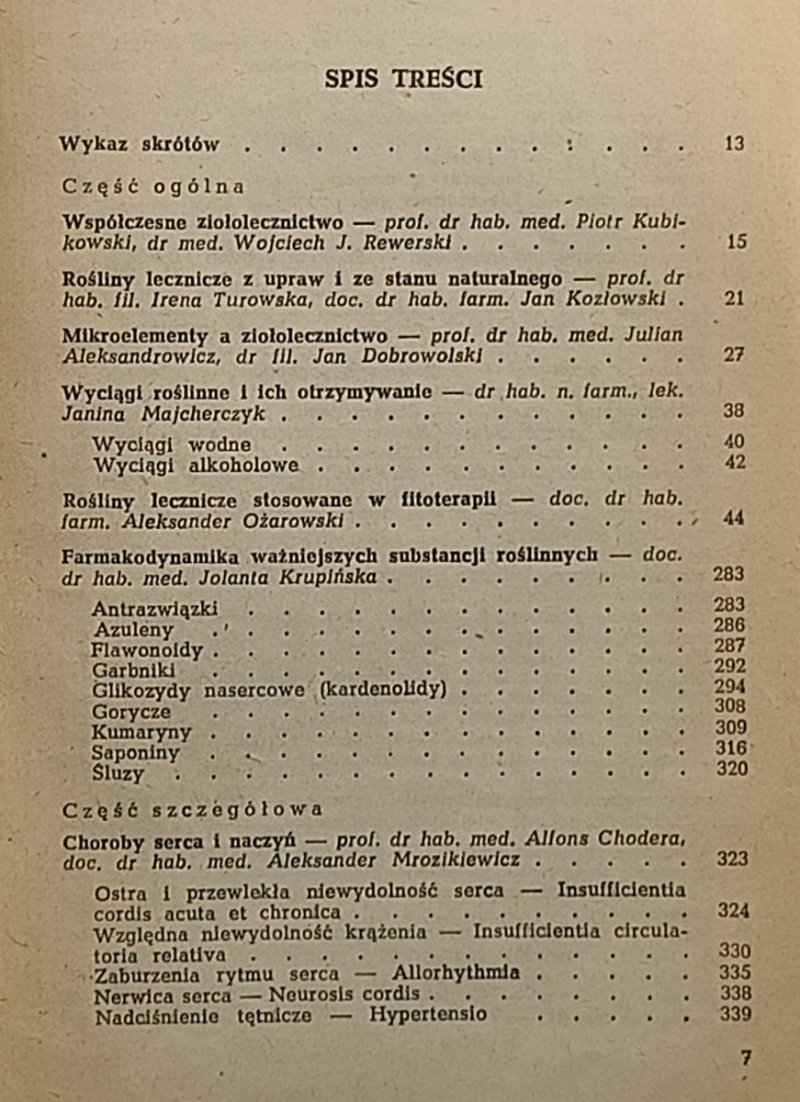 SPIS TREŚCI
Wykaz skrótów . . . . . . . . . . . . . 13
Część ogólna
Współczesne ziołolecznictwo — prof. dr hab. med. Piotr Kubi-
kowski, dr med. Wojciech J. Rewerski . . . . . . . 15
Rośliny lecznicze z upraw i ze stanu naturalnego — prof. dr
hab. fil. Irena Turowska, doc. dr hab. farm. Jan Kozłowski . 21
Mikroelementy a ziołolecznictwo — prof. dr hab. med. Julian
Aleksandrowicz, dr fil. Jan Dobrowolski . . . . . . 27
Wyciągi roślinne i ich otrzymywanie — dr hab. n. farm., lek.
Janina Majcherczyk . . . . . . . . . . . . 38
Wyciągi wodne . . . . . . . . . . . . 40
Wyciągi alkoholowe . . . . . . . . . . . 42
Rośliny lecznicze stosowane w fitoterapii — doc. dr hab.
farm. Aleksander Ożarowski . . . . . . . . . . 44
Farmakodynamika ważniejszych substancji roślinnych — doc.
dr hab. med. Jolanta Krupińska . . . . . . . . . 283
Antrazwiązki . . . . . . . . . . . . . 283
Azuleny . . . . . . . . . . . . . . 286
Flawonoidy . . . . . . . . . . . . . . 287
Garbniki . . . . . . . . . . . . . . 292
Glikozydy nasercowe (kardenolidy) . . . . . . . 294
Gorycze . . . . . . . . . . . . . . 308
Kumaryny . . . . . . . . . . . . . . 309
Saponiny . . . . . . . . . . . . . . 316
Śluzy . . . . . . . . . . . . . . . 320
Część szczegółowa
Choroby serca i naczyń — prof. dr hab. med. Alfons Chodera,
doc. dr hab. med. Aleksander Mrozikiewicz . . . . . 323
Ostra i przewlekła niewydolność serca — Insufficientia
cordis acuta et chronica . . . . . . . . . . 324
Względna niewydolność krążenia — Insufficientia circula-
toria relativa . . . . . . . . . . . . . 330
Zaburzenia rytmu serca — Allorhythmia . . . . . 335
Nerwica serca — Neurosis cordis . . . . . . . . 338
Nadciśnienie tętnicze — Hypertensio . . . . . 339
7